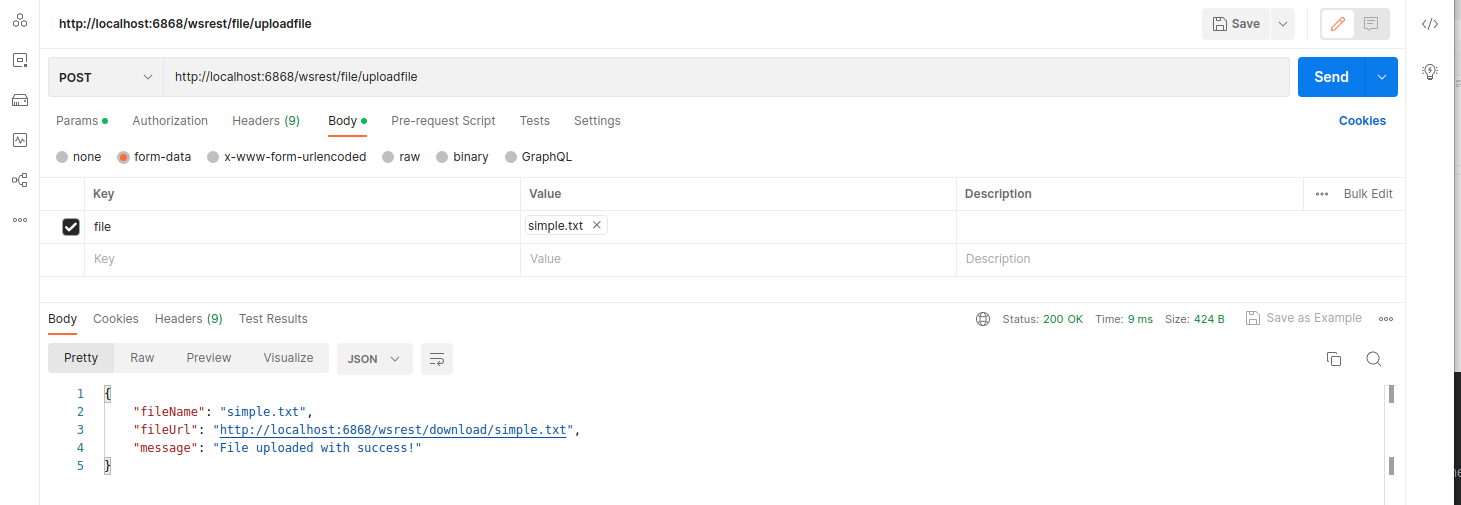 http://localhost:6868/wsrest/file/uploadfile
Save
POST http://localhost:6868/wsrest/file/uploadfile Send
Params Authorization Headers (9) Body Pre-request Script Tests Settings Cookies
none form-data x-www-form-urlencoded raw binary GraphQL
Key Value Description Bulk Edit
file simple.txt
Key Value Description
Body Cookies Headers (9) Test Results Status: 200 OK Time: 9 ms Size: 424 B Save as Example
Pretty Raw Preview Visualize JSON
1 {
2 "fileName": "simple.txt",
3 "fileUrl": "http://localhost:6868/wsrest/download/simple.txt",
4 "message": "File uploaded with success!"
5 }